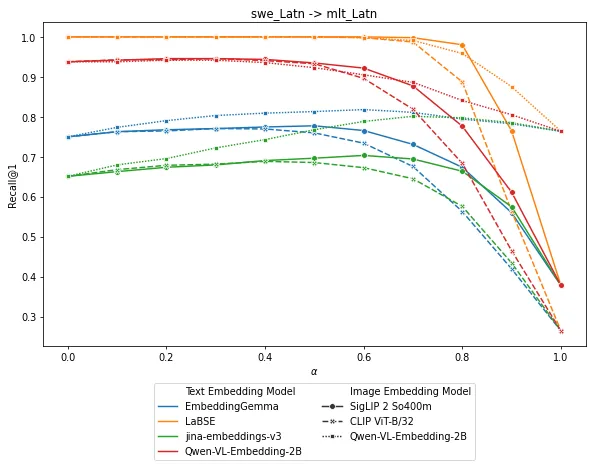 swe_Latn -> mlt_Latn
Recall@1
1.0
0.9
0.8
0.7
0.6
0.5
0.4
0.3
0.0 0.2 0.4 0.6 0.8 1.0
α
Text Embedding Model
EmbeddingGemma
LaBSE
jina-embeddings-v3
Qwen-VL-Embedding-2B
Image Embedding Model
SigLIP 2 So400m
CLIP ViT-B/32
Qwen-VL-Embedding-2B